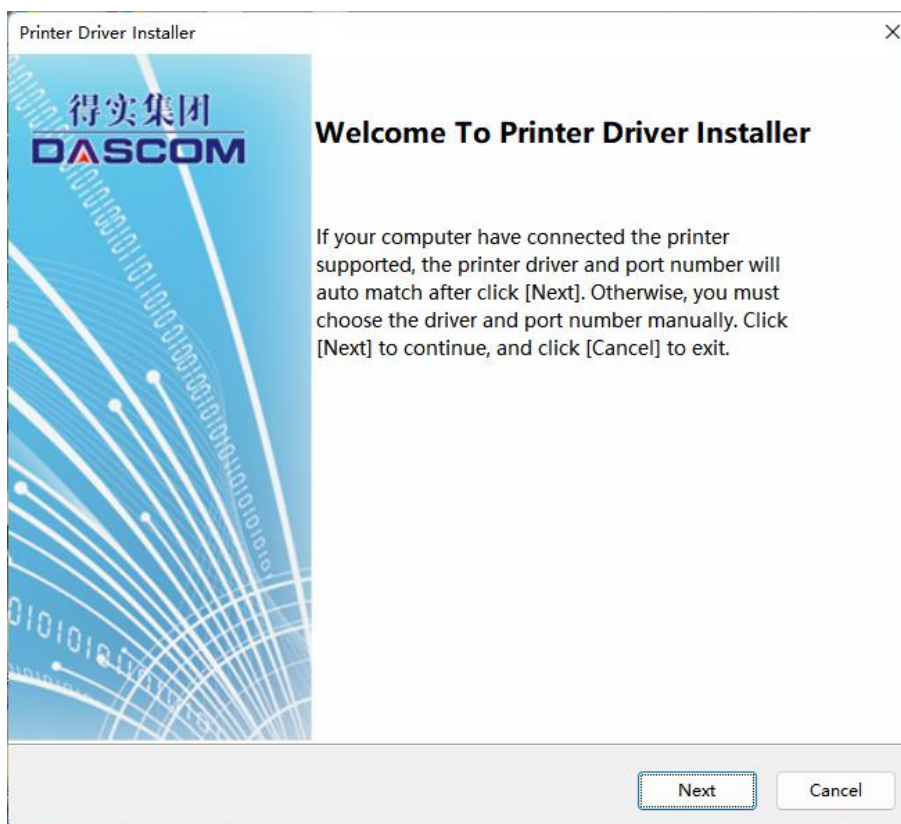 Printer Driver Installer
得实集团
DASCOM
Welcome To Printer Driver Installer
If your computer have connected the printer
supported, the printer driver and port number will
auto match after click [Next]. Otherwise, you must
choose the driver and port number manually. Click
[Next] to continue, and click [Cancel] to exit.
Next
Cancel